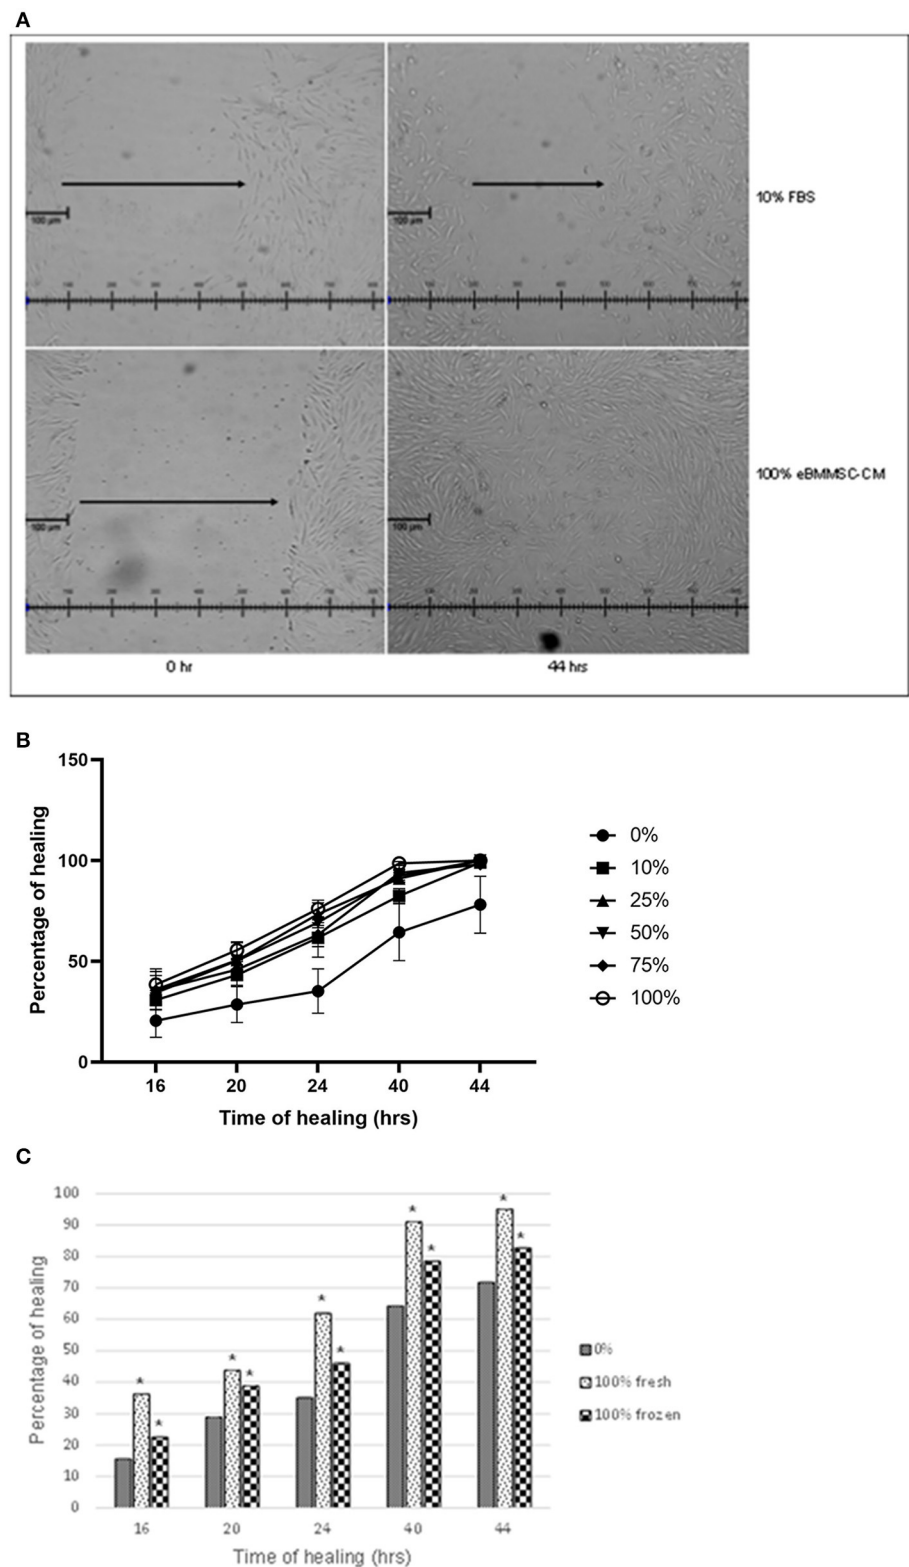 A
100 µm
100 µm
10% FBS
100 µm
100 µm
100% eBMMSC-CM
0 hr
44 hrs
B
Percentage of healing
150
100
50
0
16 20 24 40 44
Time of healing (hrs)
0%
10%
25%
50%
75%
100%
C
Percentage of healing
100
90
80
70
60
50
40
30
20
10
0
* * * * * * * * * *
16 20 24 40 44
Time of healing (hrs)
0%
100% fresh
100% frozen